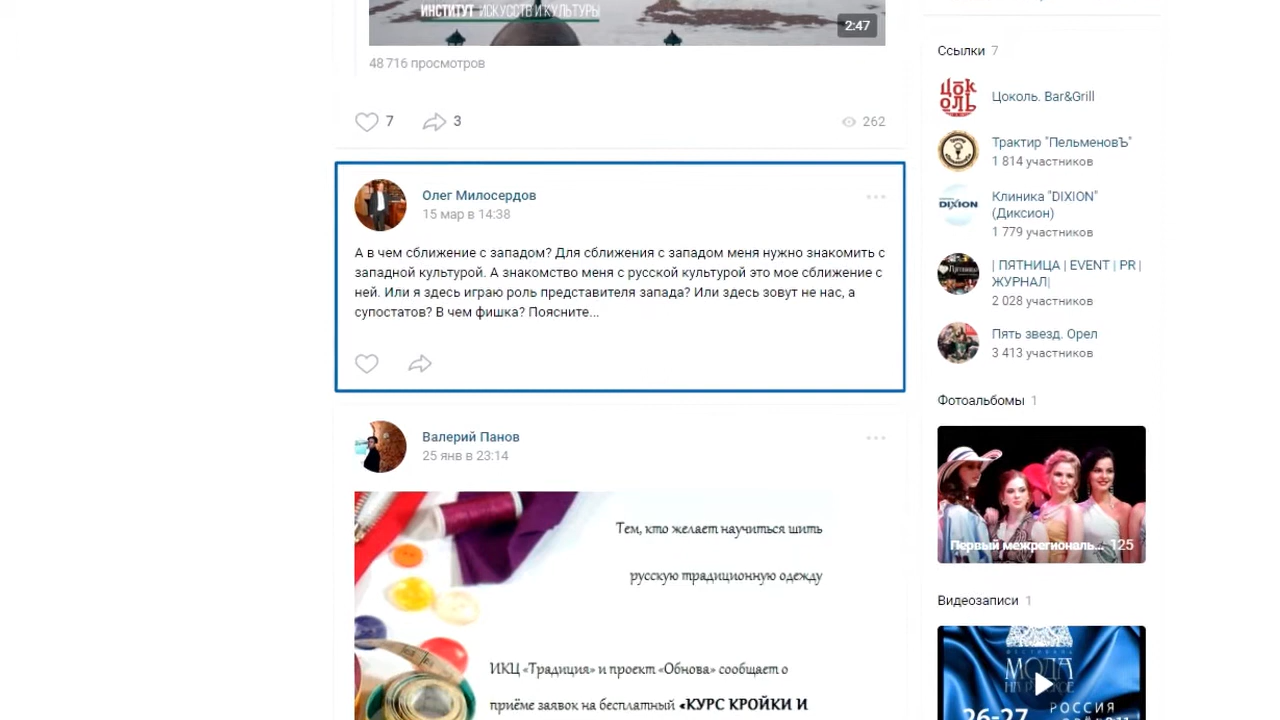 ИНСТИТУТ ИСКУССТВ И КУЛЬТУРЫ
2:47
48 716 просмотров
7
3
262
Олег Милосердов
15 мар в 14:38
А в чем сближение с западом? Для сближения с западом меня нужно знакомить с
западной культурой. А знакомство меня с русской культурой это мое сближение с
ней. Или я здесь играю роль представителя запада? Или здесь зовут не нас, а
супостатов? В чем фишка? Поясните...
Валерий Панов
25 янв в 23:14
Тем, кто желает научиться шить
русскую традиционную одежду
ИКЦ «Традиция» и проект «Обнова» сообщает о
приёме заявок на бесплатный «КУРС КРОЙКИ И
Ссылки 7
цок
оль
Цоколь. Bar&Grill
Трактир "ПельменовЪ"
1 814 участников
DIXION
Клиника "DIXION"
(Диксион)
1 779 участников
| ПЯТНИЦА | EVENT | PR |
ЖУРНАЛ|
2 028 участников
Пять звезд. Орел
3 413 участников
Фотоальбомы 1
Первый межрегиональ... 125
Видеозаписи 1
ФЕСТИВАЛЬ
МОДА
НА РУССКОЕ
26-27
РОССИЯ